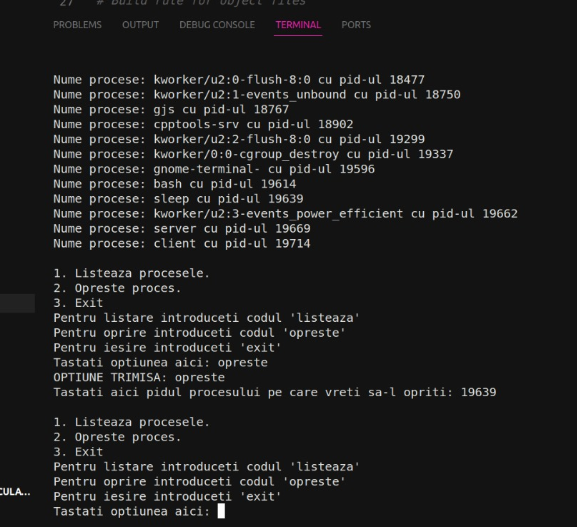 27 # Build rule for object files
PROBLEMS OUTPUT DEBUG CONSOLE TERMINAL PORTS
Nume procese: kworker/u2:0-flush-8:0 cu pid-ul 18477
Nume procese: kworker/u2:1-events_unbound cu pid-ul 18750
Nume procese: gjs cu pid-ul 18767
Nume procese: cpptools-srv cu pid-ul 18902
Nume procese: kworker/u2:2-flush-8:0 cu pid-ul 19299
Nume procese: kworker/0:0-cgroup_destroy cu pid-ul 19337
Nume procese: gnome-terminal- cu pid-ul 19596
Nume procese: bash cu pid-ul 19614
Nume procese: sleep cu pid-ul 19639
Nume procese: kworker/u2:3-events_power_efficient cu pid-ul 19662
Nume procese: server cu pid-ul 19669
Nume procese: client cu pid-ul 19714
1. Listeaza procesele.
2. Opreste proces.
3. Exit
Pentru listare introduceti codul 'listeaza'
Pentru oprire introduceti codul 'opreste'
Pentru iesire introduceti 'exit'
Tastati optiunea aici: opreste
OPTIUNE TRIMISA: opreste
Tastati aici pidul procesului pe care vreti sa-l opriti: 19639
1. Listeaza procesele.
2. Opreste proces.
3. Exit
Pentru listare introduceti codul 'listeaza'
Pentru oprire introduceti codul 'opreste'
CULA...
Pentru iesire introduceti 'exit'
Tastati optiunea aici: